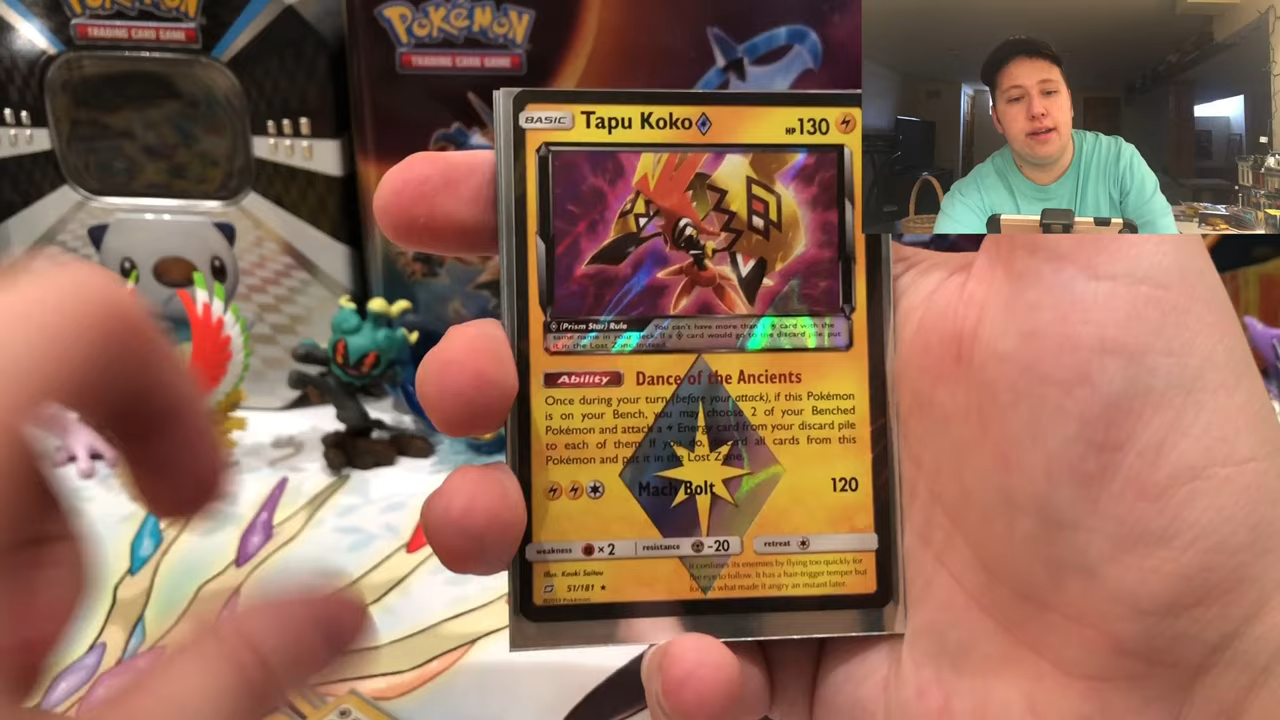 POKÉMON
TRADING CARD GAME
POKÉMON
TRADING CARD GAME
BASIC Tapu Koko HP 130
(Prism Star) Rule You can't have more than 1 card with the
same name in your deck. If a card would go to the discard pile, put
it in the Lost Zone instead.
Ability Dance of the Ancients
Once during your turn (before your attack), if this Pokémon
is on your Bench, you may choose 2 of your Benched
Pokémon and attach a Energy card from your discard pile
to each of them. If you do, discard all cards from this
Pokémon and put it in the Lost Zone.
Mach Bolt 120
weakness ×2 resistance -20 retreat
Illus. Kouki Saitou
51/181
©2019 Pokémon
It confuses its enemies by flying too quickly for
the eye to follow. It has a hair-trigger temper but
forgets what made it angry an instant later.